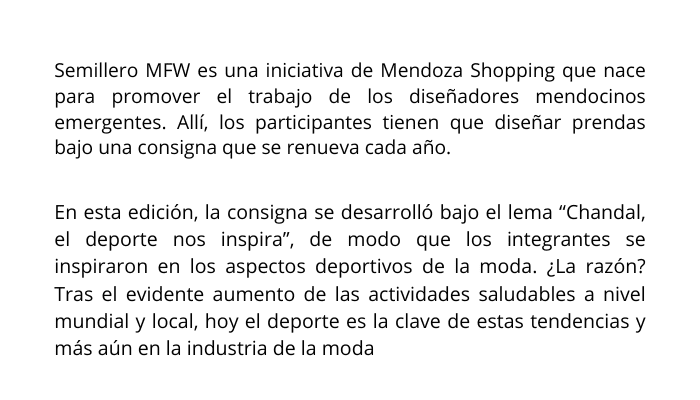 Semillero MFW es una iniciativa de Mendoza Shopping que nace
para promover el trabajo de los diseñadores mendocinos
emergentes. Allí, los participantes tienen que diseñar prendas
bajo una consigna que se renueva cada año.
En esta edición, la consigna se desarrolló bajo el lema “Chandal,
el deporte nos inspira”, de modo que los integrantes se
inspiraron en los aspectos deportivos de la moda. ¿La razón?
Tras el evidente aumento de las actividades saludables a nivel
mundial y local, hoy el deporte es la clave de estas tendencias y
más aún en la industria de la moda